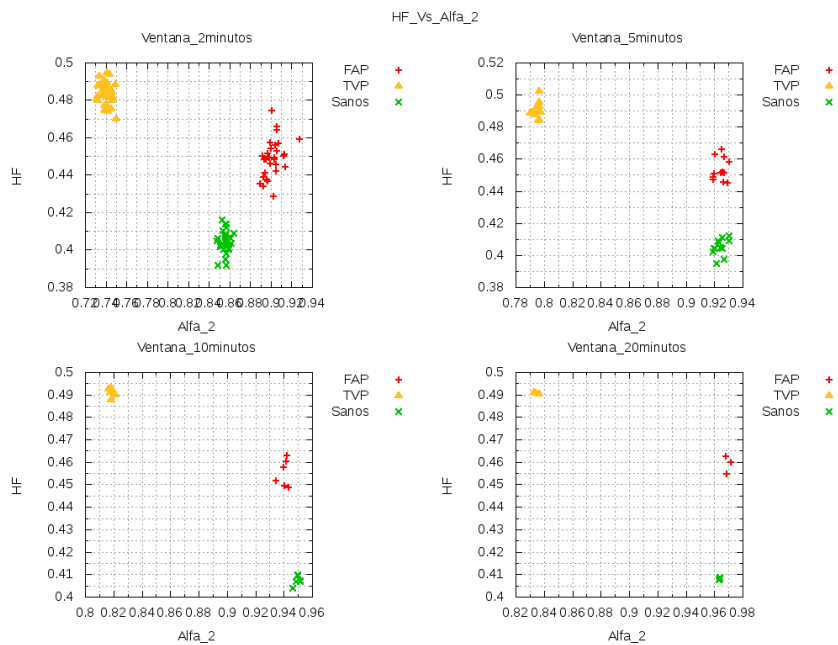 HF_Vs_Alfa_2
Ventana_2minutos
0.5
0.48
0.46
0.44
0.42
0.4
0.38
0.72 0.74 0.76 0.78 0.8 0.82 0.84 0.86 0.88 0.9 0.92 0.94
HF
Alfa_2
FAP
TVP
Sanos
Ventana_5minutos
0.52
0.5
0.48
0.46
0.44
0.42
0.4
0.38
0.78 0.8 0.82 0.84 0.86 0.88 0.9 0.92 0.94
HF
Alfa_2
FAP
TVP
Sanos
Ventana_10minutos
0.5
0.49
0.48
0.47
0.46
0.45
0.44
0.43
0.42
0.41
0.4
0.8 0.82 0.84 0.86 0.88 0.9 0.92 0.94 0.96
HF
Alfa_2
FAP
TVP
Sanos
Ventana_20minutos
0.5
0.49
0.48
0.47
0.46
0.45
0.44
0.43
0.42
0.41
0.4
0.82 0.84 0.86 0.88 0.9 0.92 0.94 0.96 0.98
HF
Alfa_2
FAP
TVP
Sanos